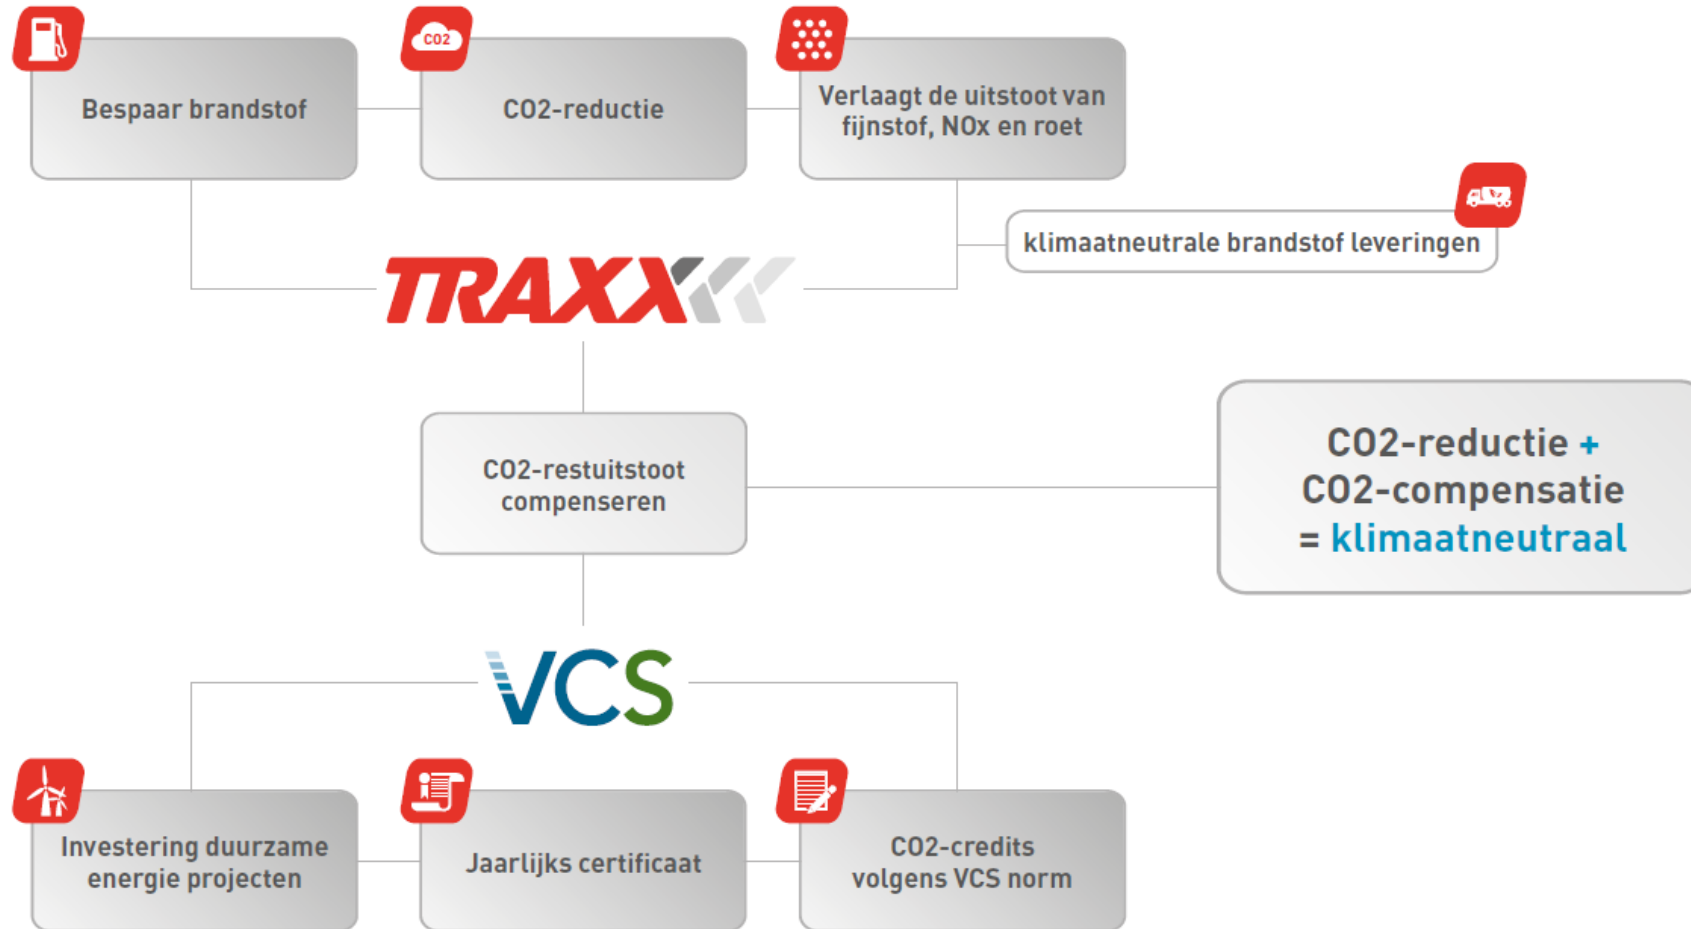 CO2
Bespaar brandstof
CO2-reductie
Verlaagt de uitstoot van
fijnstof, NOx en roet
klimaatneutrale brandstof leveringen
TRAXX
CO2-restuitstoot
compenseren
CO2-reductie +
CO2-compensatie
= klimaatneutraal
VCS
Investering duurzame
energie projecten
Jaarlijks certificaat
CO2-credits
volgens VCS norm